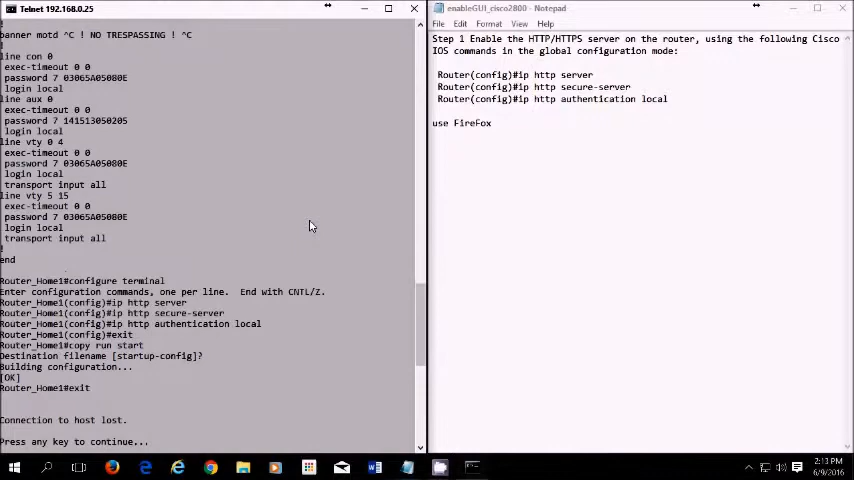 Telnet 192.168.0.25
!
banner motd ^C ! NO TRESPASSING ! ^C
!
line con 0
exec-timeout 0 0
password 7 03065A05080E
login local
line aux 0
exec-timeout 0 0
password 7 141513050205
login local
line vty 0 4
exec-timeout 0 0
password 7 03065A05080E
login local
transport input all
line vty 5 15
exec-timeout 0 0
password 7 03065A05080E
login local
transport input all
!
end
Router_Home1#configure terminal
Enter configuration commands, one per line.  End with CNTL/Z.
Router_Home1(config)#ip http server
Router_Home1(config)#ip http secure-server
Router_Home1(config)#ip http authentication local
Router_Home1(config)#exit
Router_Home1#copy run start
Destination filename [startup-config]?
Building configuration...
[OK]
Router_Home1#exit
Connection to host lost.
Press any key to continue...
enableGUI_cisco2800 - Notepad
File Edit Format View Help
Step 1 Enable the HTTP/HTTPS server on the router, using the following Cisco
IOS commands in the global configuration mode:
Router(config)#ip http server
Router(config)#ip http secure-server
Router(config)#ip http authentication local
use FireFox
2:13 PM
6/9/2016